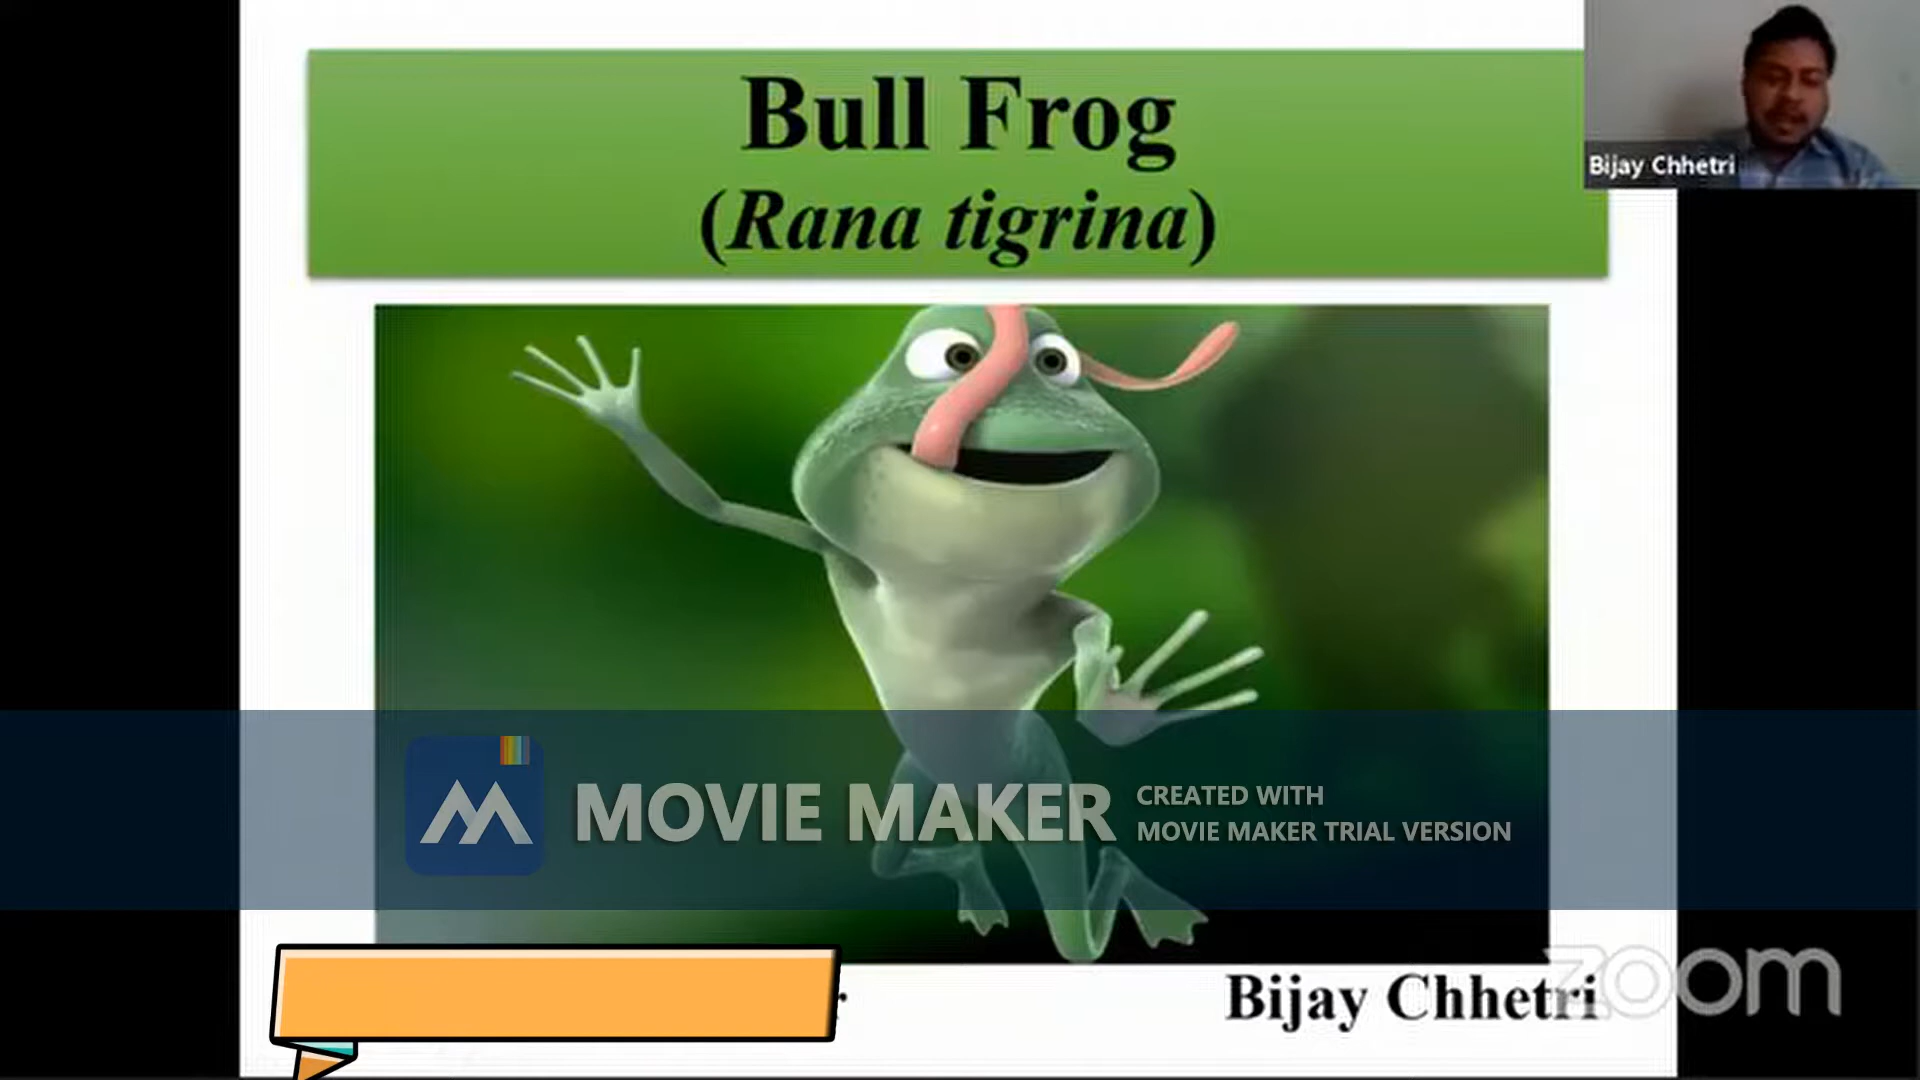 Bull Frog
(Rana tigrina)
Bijay Chhetri
MOVIE MAKER
CREATED WITH
MOVIE MAKER TRIAL VERSION
Bijay Chhetri
zoom